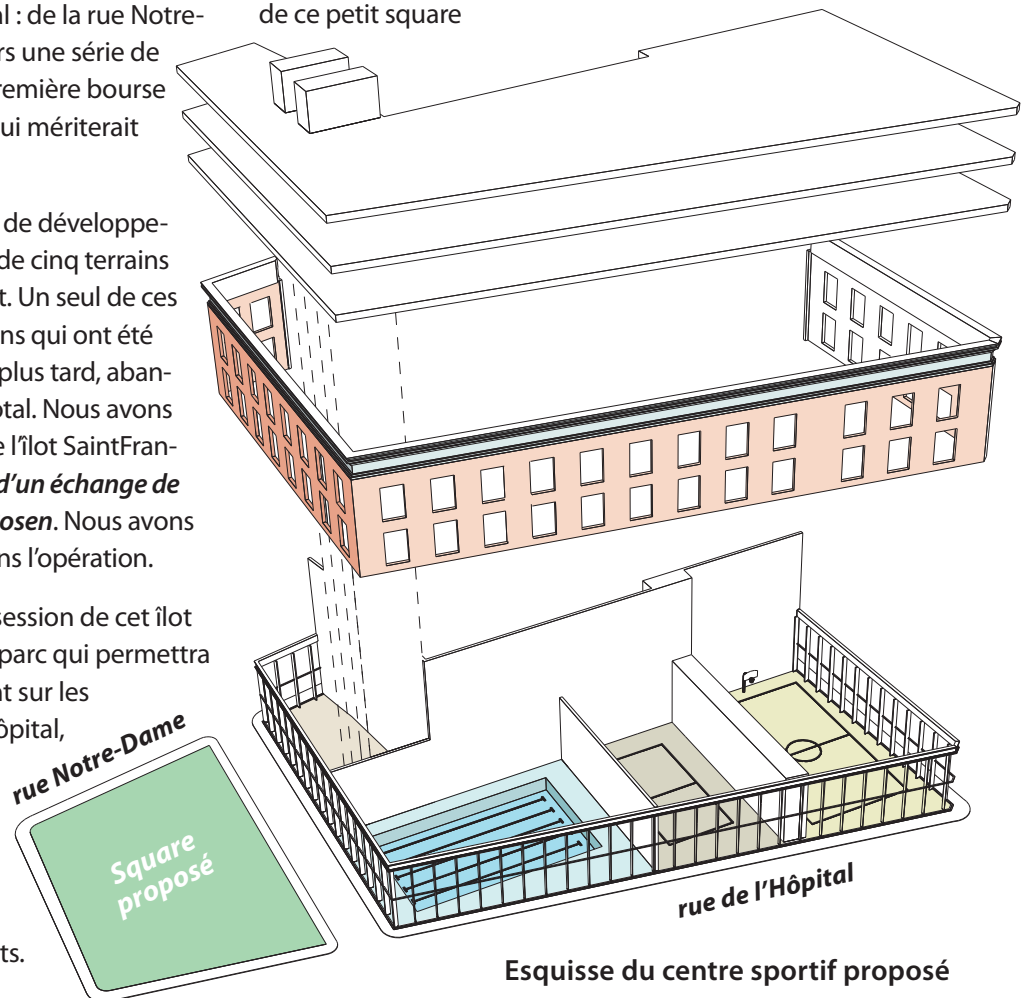 al : de la rue Notre-
rs une série de
remière bourse
ui mériterait
de développe-
de cinq terrains
t. Un seul de ces
ns qui ont été
plus tard, aban-
otal. Nous avons
e l'îlot SaintFran-
d'un échange de
osen. Nous avons
ns l'opération.
session de cet îlot
parc qui permettra
t sur les
ôpital,
ts.
de ce petit square
rue Notre-Dame
Square
proposé
rue de l'Hôpital
Esquisse du centre sportif proposé